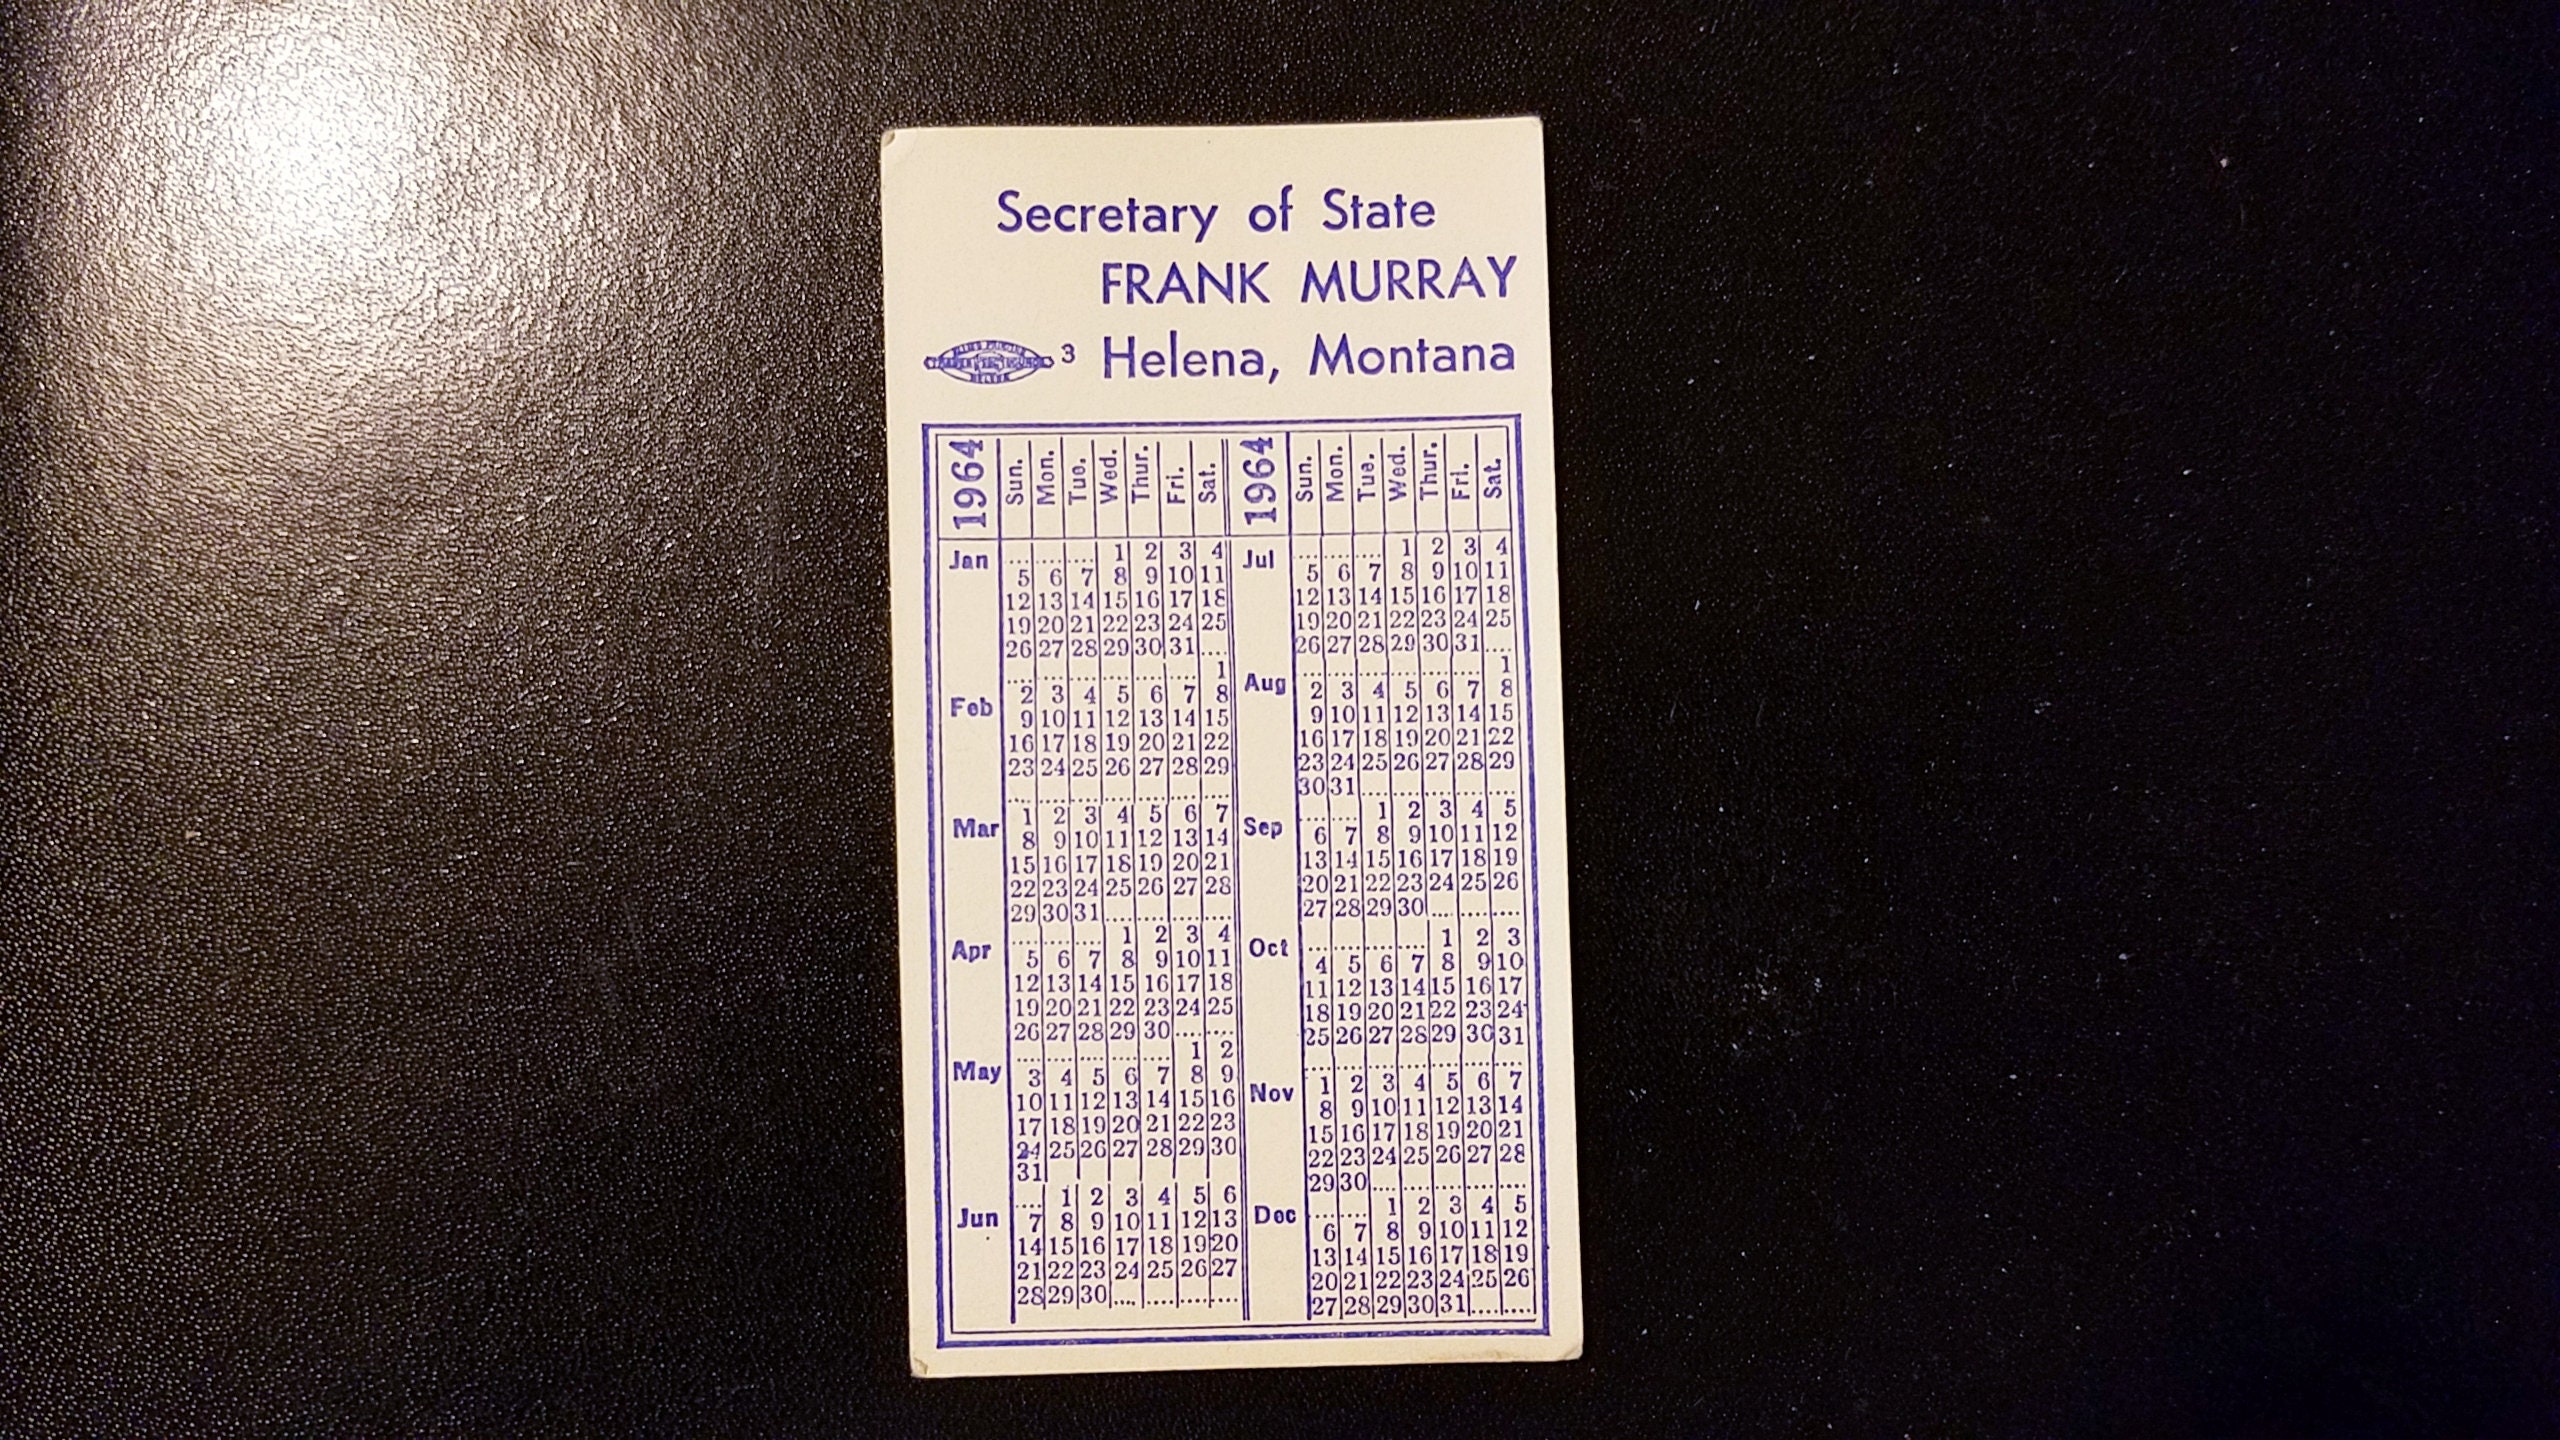 Secretary of State
FRANK MURRAY
3 Helena, Montana
1964 Sun. Mon. Tue. Wed. Thur. Fri. Sat.
Jan .... .... .... 1 2 3 4
5 6 7 8 9 10 11
12 13 14 15 16 17 18
19 20 21 22 23 24 25
26 27 28 29 30 31 ....
.... .... .... .... .... .... 1
Feb 2 3 4 5 6 7 8
9 10 11 12 13 14 15
16 17 18 19 20 21 22
23 24 25 26 27 28 29
.... .... .... .... .... .... ....
Mar 1 2 3 4 5 6 7
8 9 10 11 12 13 14
15 16 17 18 19 20 21
22 23 24 25 26 27 28
29 30 31 .... .... .... ....
Apr .... .... .... 1 2 3 4
5 6 7 8 9 10 11
12 13 14 15 16 17 18
19 20 21 22 23 24 25
26 27 28 29 30 .... ....
May .... .... .... .... .... 1 2
3 4 5 6 7 8 9
10 11 12 13 14 15 16
17 18 19 20 21 22 23
24 25 26 27 28 29 30
31
Jun .... 1 2 3 4 5 6
7 8 9 10 11 12 13
14 15 16 17 18 19 20
21 22 23 24 25 26 27
28 29 30 .... .... .... ....
1964 Sun. Mon. Tue. Wed. Thur. Fri. Sat.
Jul .... .... .... 1 2 3 4
5 6 7 8 9 10 11
12 13 14 15 16 17 18
19 20 21 22 23 24 25
26 27 28 29 30 31 ....
Aug .... .... .... .... .... .... 1
2 3 4 5 6 7 8
9 10 11 12 13 14 15
16 17 18 19 20 21 22
23 24 25 26 27 28 29
30 31 .... .... .... .... ....
Sep .... .... 1 2 3 4 5
6 7 8 9 10 11 12
13 14 15 16 17 18 19
20 21 22 23 24 25 26
27 28 29 30 .... .... ....
Oct .... .... .... .... 1 2 3
4 5 6 7 8 9 10
11 12 13 14 15 16 17
18 19 20 21 22 23 24
25 26 27 28 29 30 31
.... .... .... .... .... .... ....
Nov 1 2 3 4 5 6 7
8 9 10 11 12 13 14
15 16 17 18 19 20 21
22 23 24 25 26 27 28
29 30 .... .... .... .... ....
Dec .... .... 1 2 3 4 5
6 7 8 9 10 11 12
13 14 15 16 17 18 19
20 21 22 23 24 25 26
27 28 29 30 31 .... ....